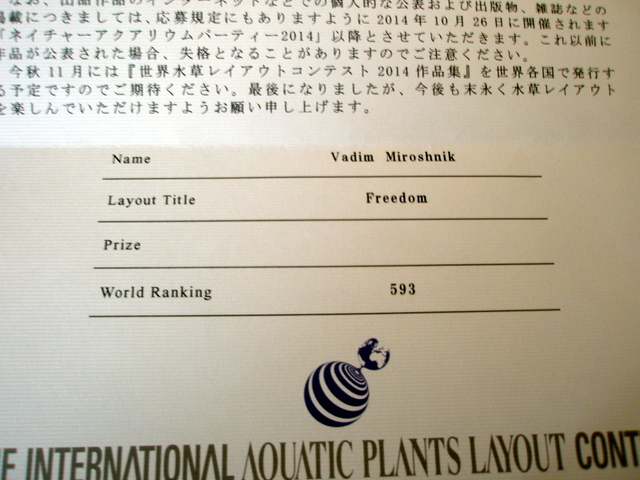 なお、出品作品のインターネットなどでの個人的な公表および出版物、雑誌などの
掲載につきましては、応募規定にもありますように2014年10月26日に開催されます
「ネイチャーアクアリウムパーティー2014」以降とさせていただきます。これ以前に
作品が公表された場合、失格となることがありますのでご注意ください。
今秋11月には『世界水草レイアウトコンテスト2014作品集』を世界各国で発行す
る予定ですのでご期待ください。最後になりましたが、今後も末永く水草レイアウト
を楽しんでいただけますようお願い申し上げます。
Name Vadim Miroshnik
Layout Title Freedom
Prize
World Ranking 593
E INTERNATIONAL AQUATIC PLANTS LAYOUT CONT